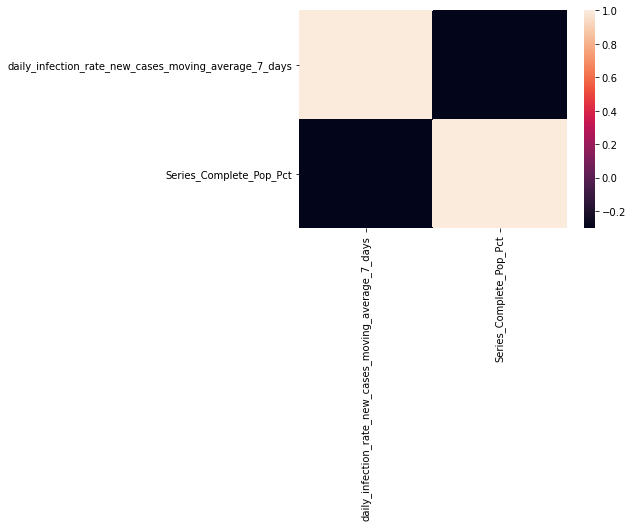 daily_infection_rate_new_cases_moving_average_7_days
Series_Complete_Pop_Pct
daily_infection_rate_new_cases_moving_average_7_days
Series_Complete_Pop_Pct
1.0
0.8
0.6
0.4
0.2
0.0
−0.2